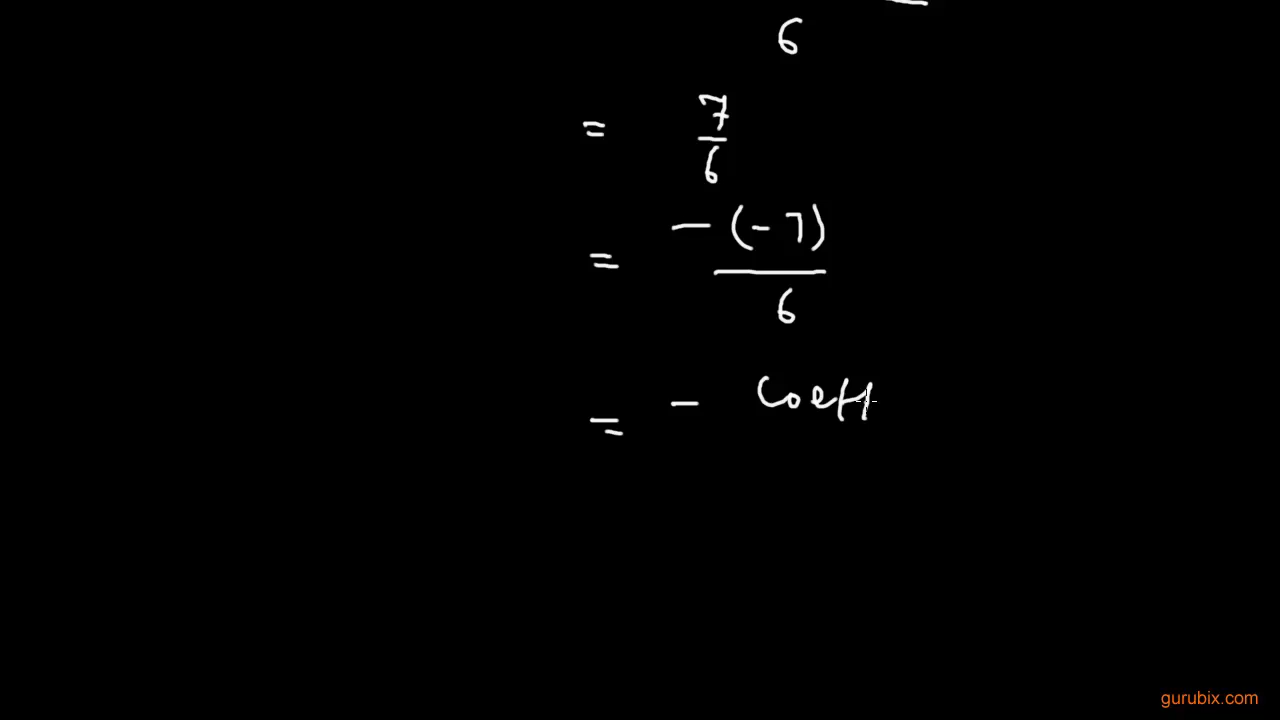 6
= 7/6
= -(-7)/6
= - Coeff
gurubix.com